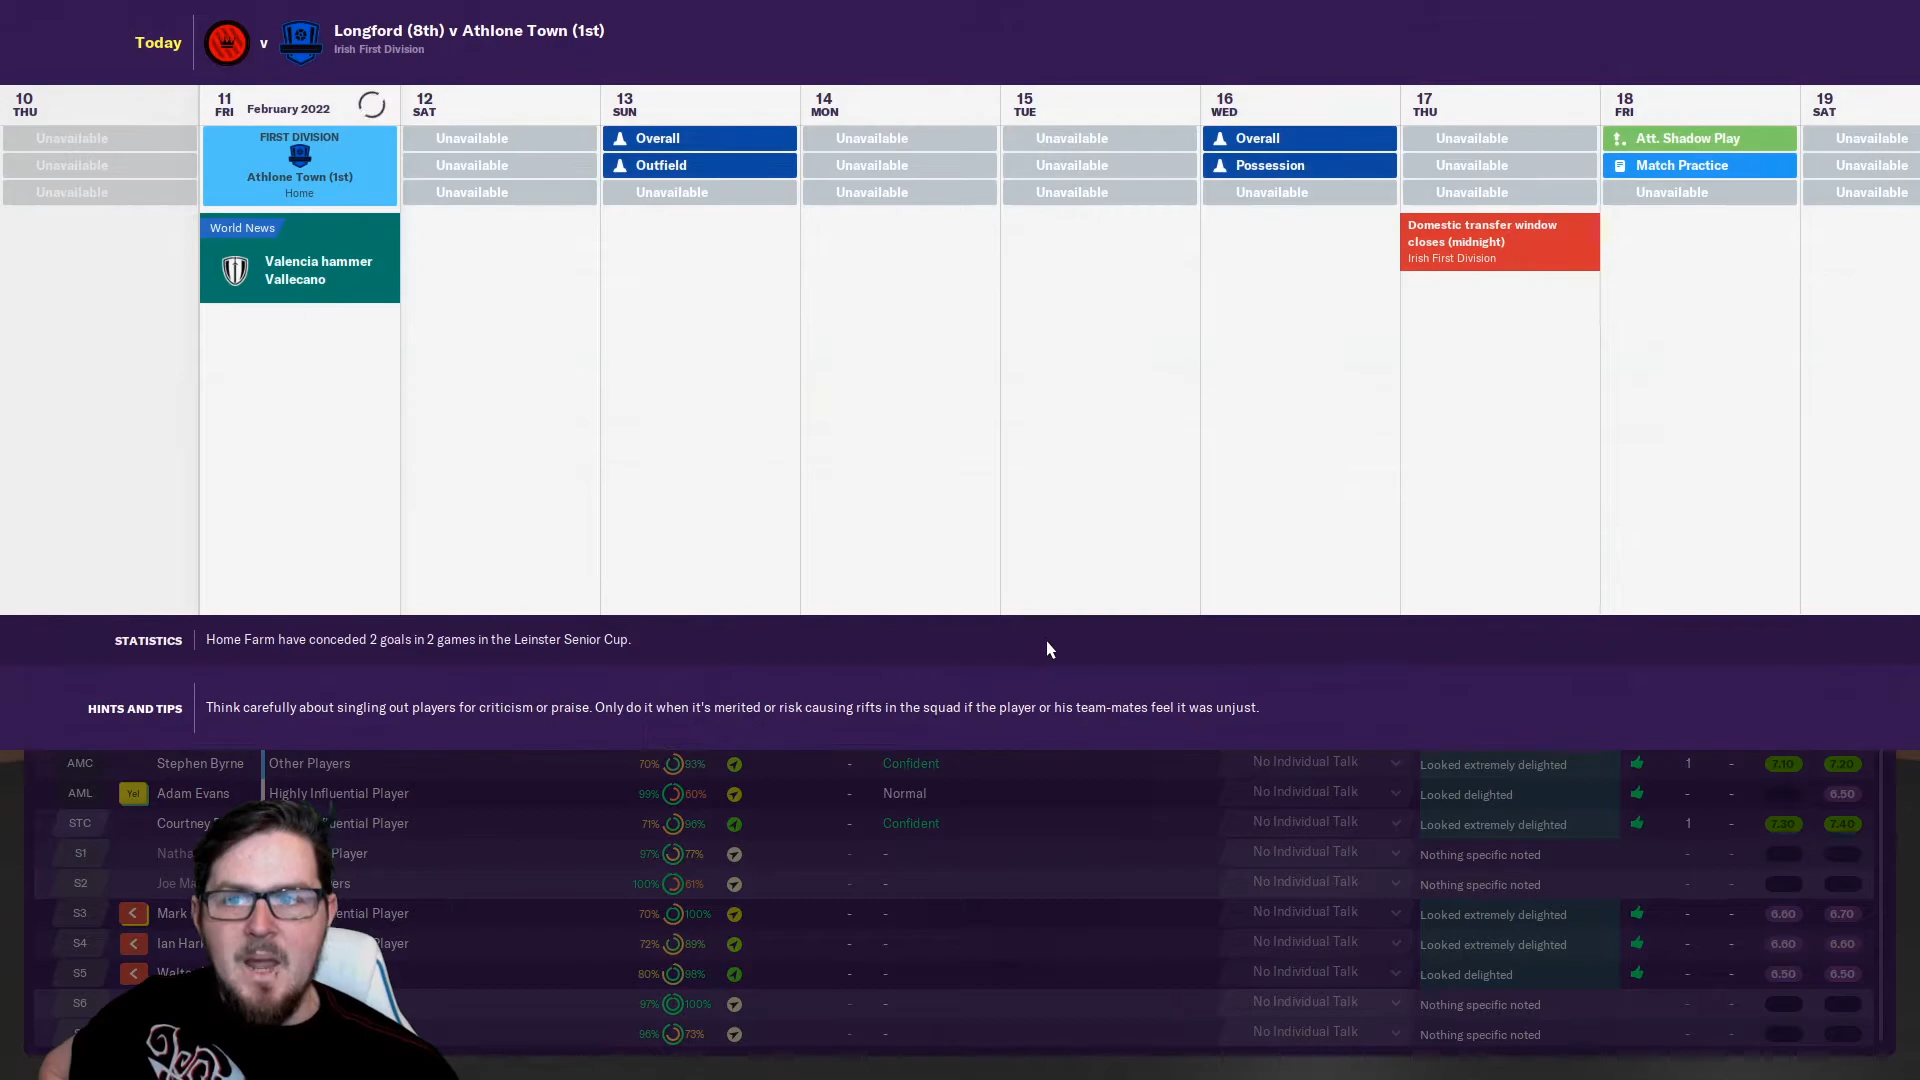 Today
v
Longford (8th) v Athlone Town (1st)
Irish First Division
10
THU
11
FRI
February 2022
12
SAT
13
SUN
14
MON
15
TUE
16
WED
17
THU
18
FRI
19
SAT
Unavailable
Unavailable
Unavailable
FIRST DIVISION
Athlone Town (1st)
Home
World News
Valencia hammer
Vallecano
Unavailable
Unavailable
Unavailable
Overall
Outfield
Unavailable
Unavailable
Unavailable
Unavailable
Unavailable
Unavailable
Unavailable
Overall
Possession
Unavailable
Unavailable
Unavailable
Unavailable
Domestic transfer window
closes (midnight)
Irish First Division
Att. Shadow Play
Match Practice
Unavailable
Unavailable
Unavailable
Unavailable
STATISTICS Home Farm have conceded 2 goals in 2 games in the Leinster Senior Cup.
HINTS AND TIPS Think carefully about singling out players for criticism or praise. Only do it when it's merited or risk causing rifts in the squad if the player or his team-mates feel it was unjust.
AMC Stephen Byrne Other Players 70% 93% - Confident No Individual Talk Looked extremely delighted 1 - 7.10 7.20
AML Yel Adam Evans Highly Influential Player 99% 60% - Normal No Individual Talk Looked delighted - - 6.50
STC Courtney Player 71% 96% - Confident No Individual Talk Looked extremely delighted 1 - 7.30 7.40
S1 Player 97% 77% - - No Individual Talk Nothing specific noted - -
S2 Joe 100% 61% - - No Individual Talk Nothing specific noted - -
S3 Mark Player 70% 100% - - No Individual Talk Looked extremely delighted - - 6.60 6.70
S4 Ian Player 72% 89% - - No Individual Talk Looked extremely delighted - - 6.60 6.60
S5 80% 98% - - No Individual Talk Looked delighted - - 6.50 6.50
S6 97% 100% - - No Individual Talk Nothing specific noted - -
96% 73% - - No Individual Talk Nothing specific noted - -